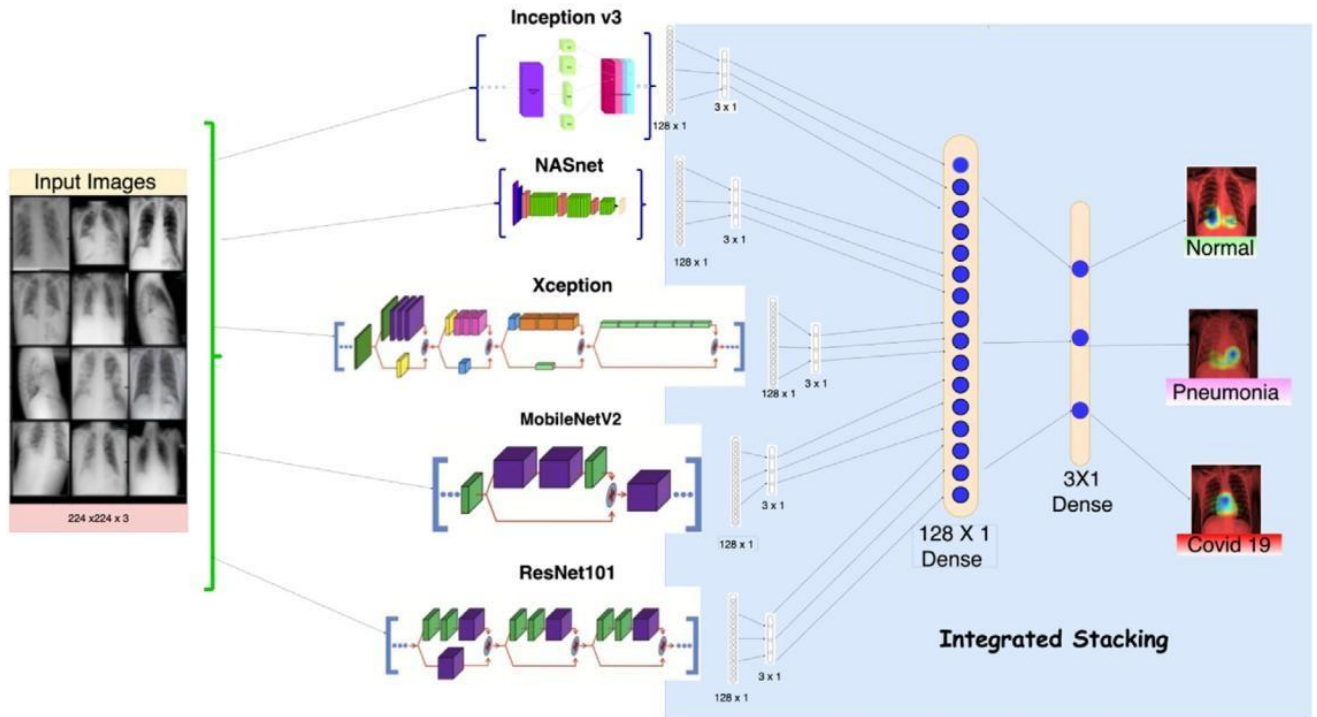 Input Images
224 x224 x 3
Inception v3
128 x 1
3 x 1
NASnet
128 x 1
3 x 1
Xception
128 x 1
3 x 1
MobileNetV2
128 x 1
3 x 1
ResNet101
128 x 1
3 x 1
128 X 1
Dense
3X1
Dense
Normal
Pneumonia
Covid 19
Integrated Stacking